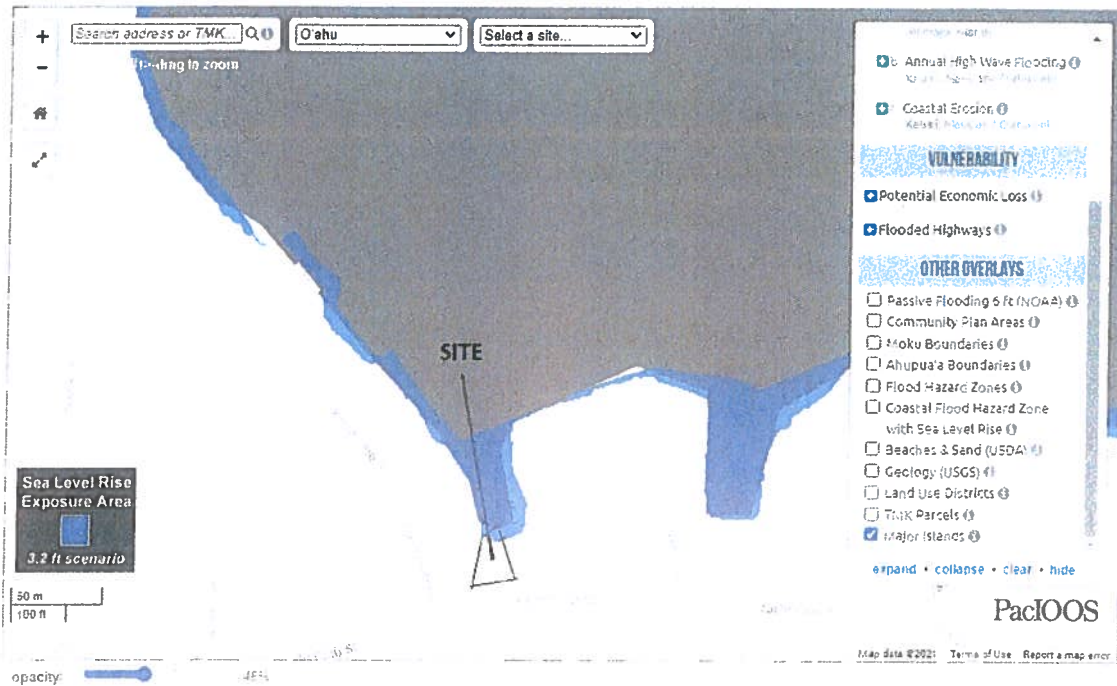 +
Search address or TMK...
O'ahu
Select a site...
−
drag to zoom
Annual High Wave Flooding
Coastal Erosion
VULNERABILITY
Potential Economic Loss
Flooded Highways
OTHER OVERLAYS
Passive Flooding 6 ft (NOAA)
Community Plan Areas
Moku Boundaries
Ahupua'a Boundaries
Flood Hazard Zones
Coastal Flood Hazard Zone
with Sea Level Rise
Beaches & Sand (USDA)
Geology (USGS)
Land Use Districts
TMK Parcels
Major Islands
expand • collapse • clear • hide
SITE
Sea Level Rise
Exposure Area
3.2 ft scenario
50 m
100 ft
PacIOOS
Map data ©2021 Terms of Use Report a map error
opacity: